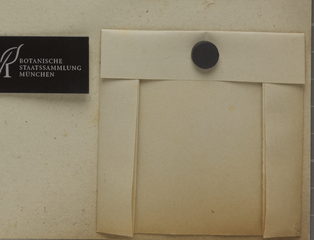 BOTANISCHE
STAATSSAMMLUNG
MÜNCHEN